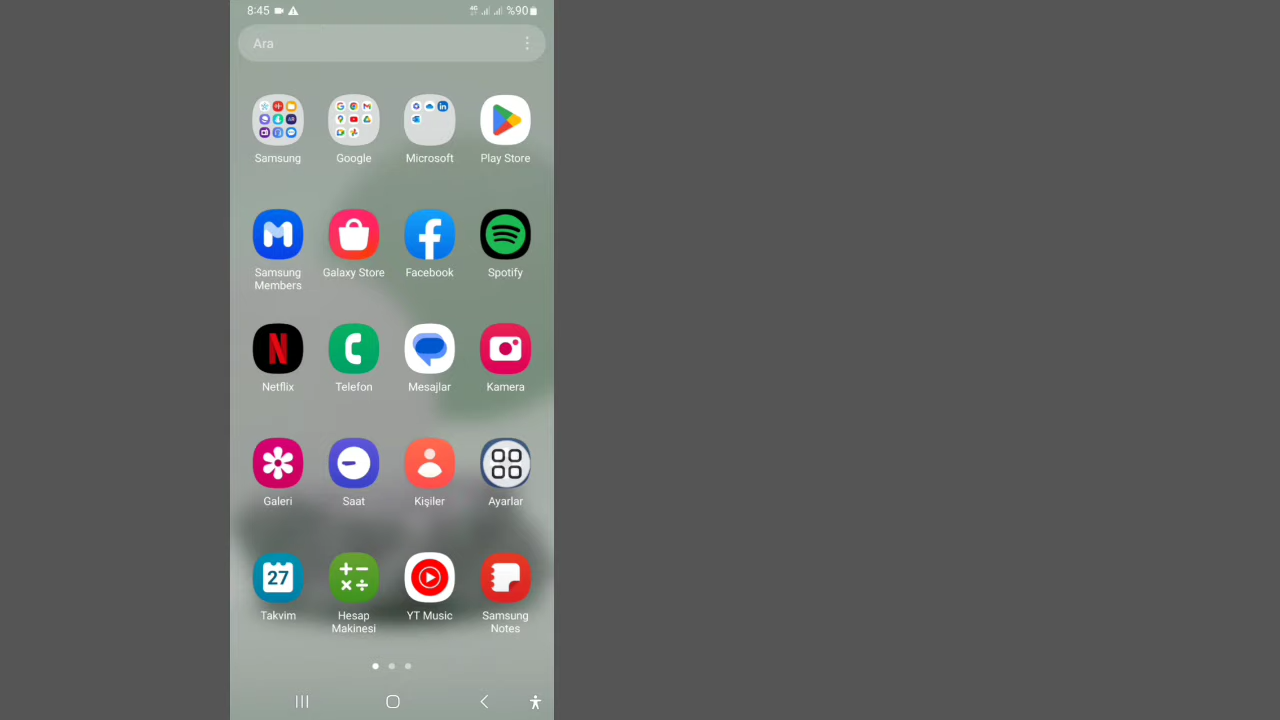 8:45
4G %90
Ara
Samsung Google Microsoft Play Store
Samsung Members Galaxy Store Facebook Spotify
Netflix Telefon Mesajlar Kamera
Galeri Saat Kişiler Ayarlar
27
Takvim Hesap Makinesi YT Music Samsung Notes